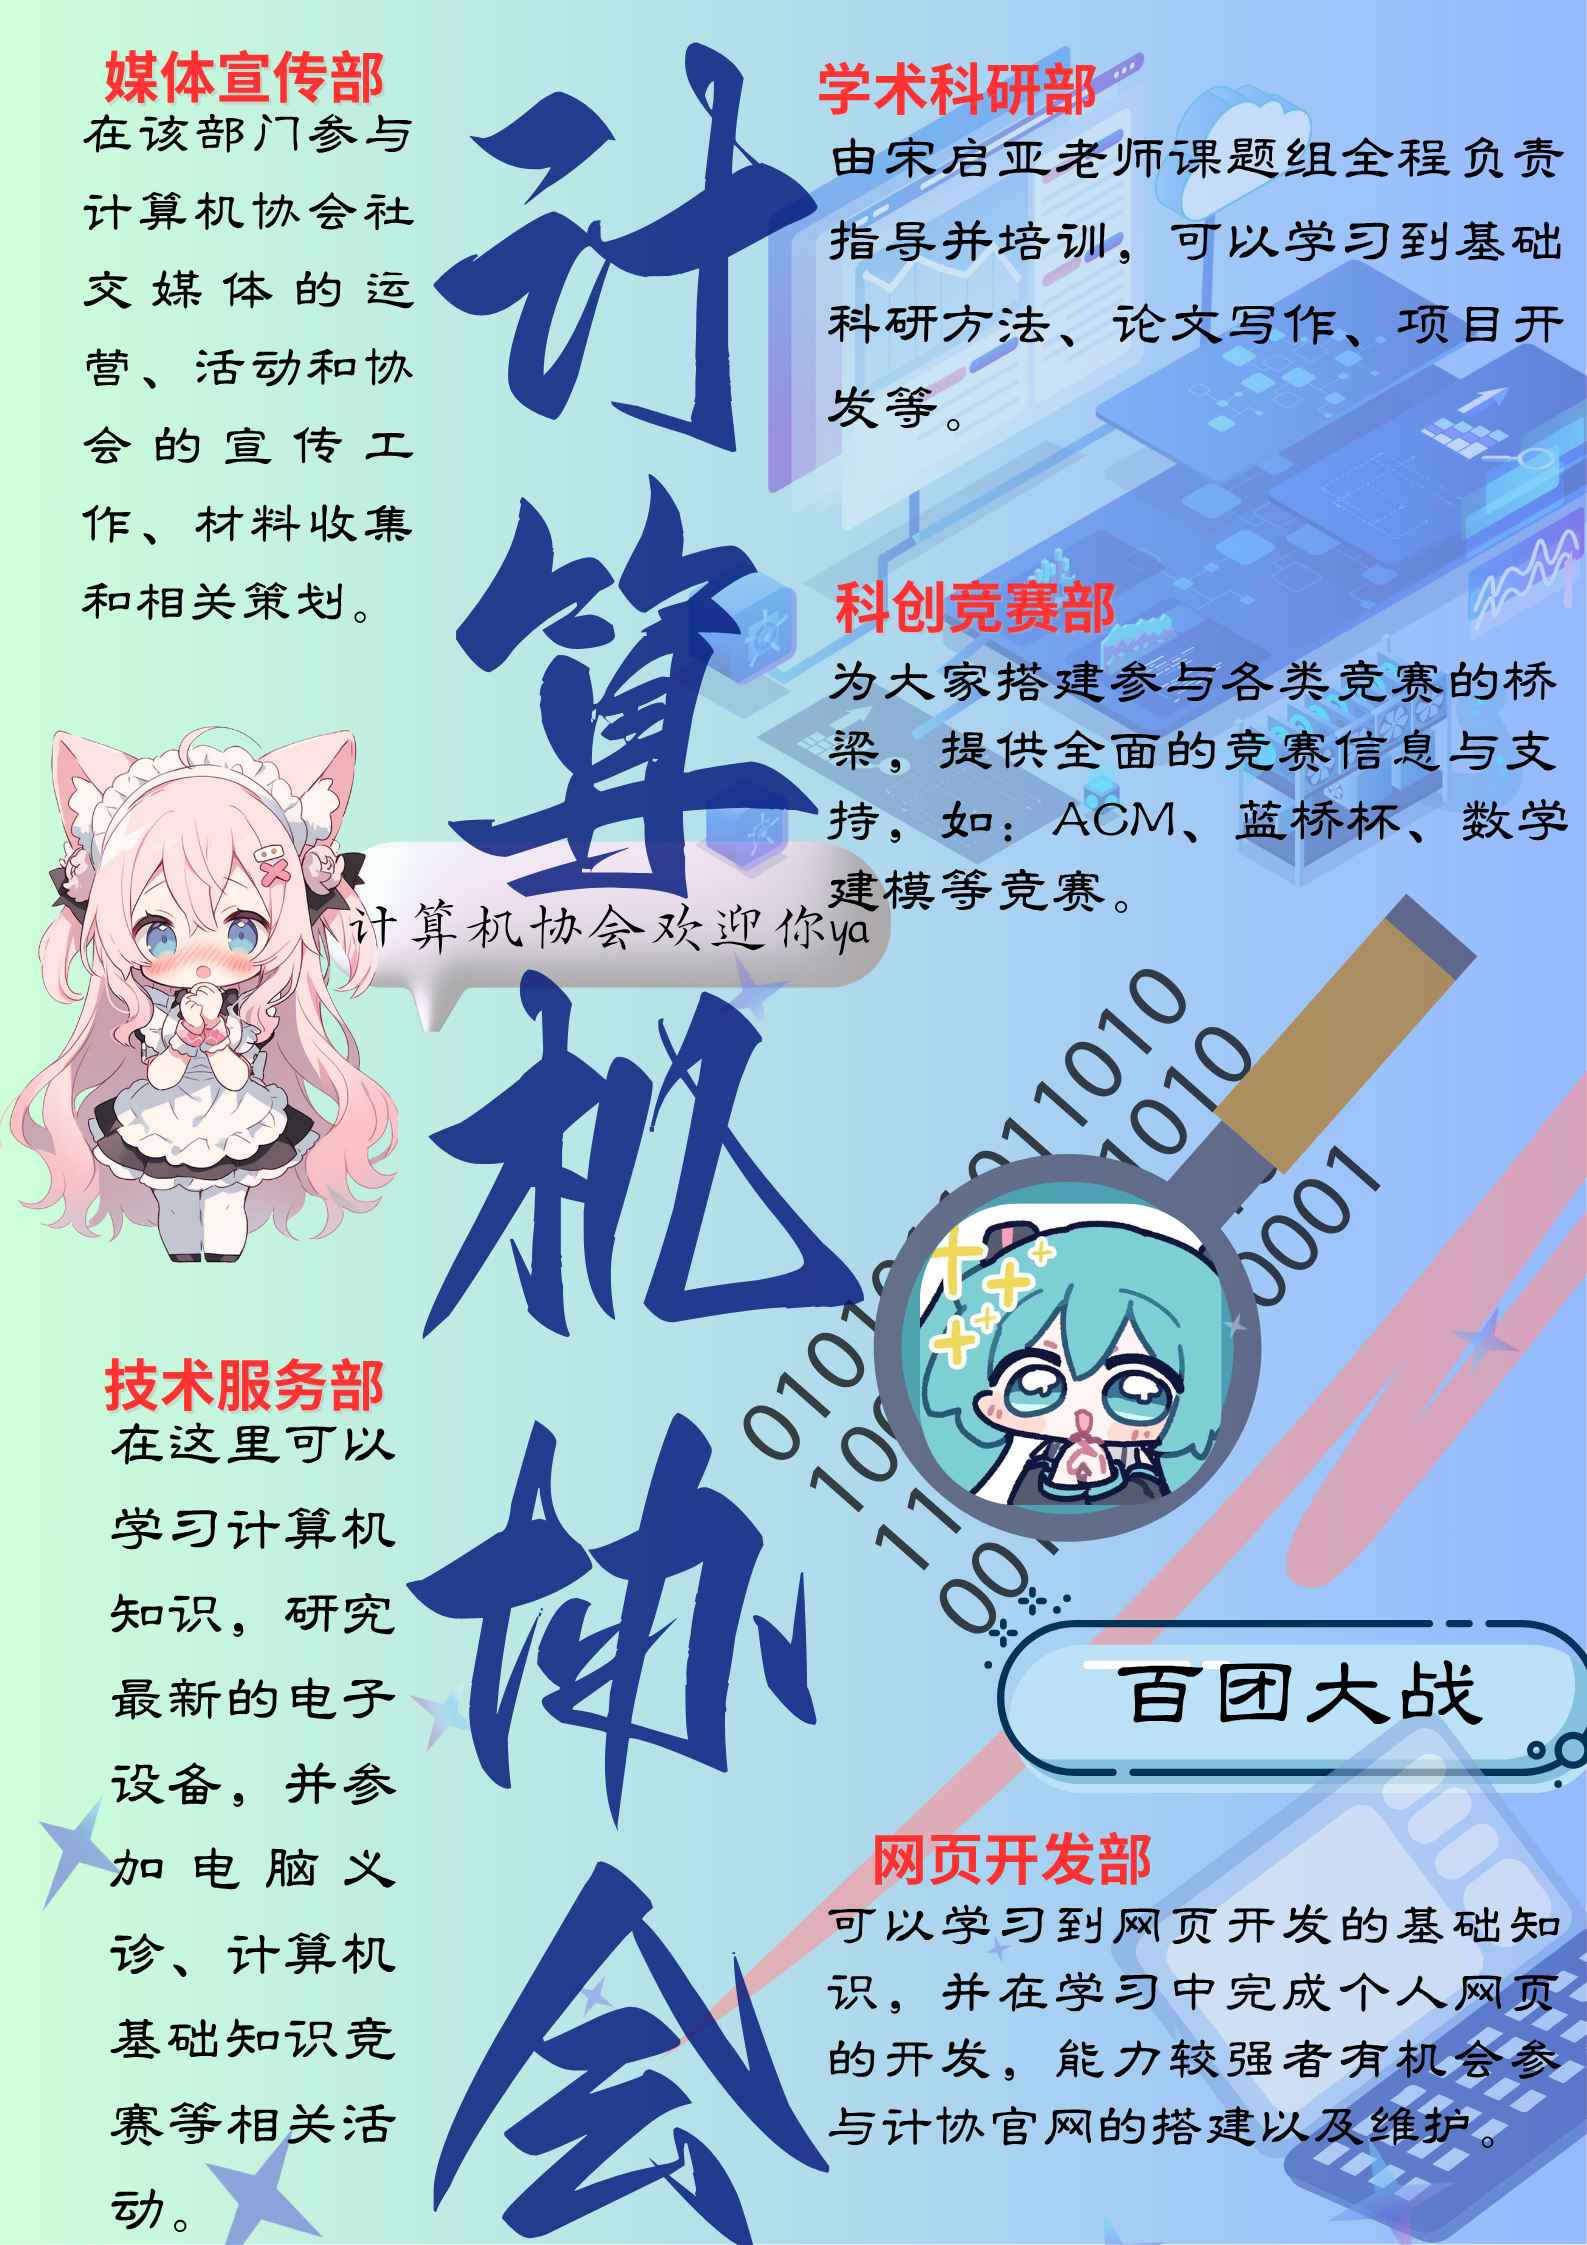 媒体宣传部
在该部门参与
计算机协会社
交媒体的运
营、活动和协
会的宣传工
作、材料收集
和相关策划。
计算机协会
学术科研部
由宋启亚老师课题组全程负责
指导并培训，可以学习到基础
科研方法、论文写作、项目开
发等。
科创竞赛部
为大家搭建参与各类竞赛的桥
梁，提供全面的竞赛信息与支
持，如：ACM、蓝桥杯、数学
建模等竞赛。
计算机协会欢迎你ya
技术服务部
在这里可以
学习计算机
知识，研究
最新的电子
设备，并参
加电脑义
诊、计算机
基础知识竞
赛等相关活
动。
百团大战
网页开发部
可以学习到网页开发的基础知
识，并在学习中完成个人网页
的开发，能力较强者有机会参
与计协官网的搭建以及维护。